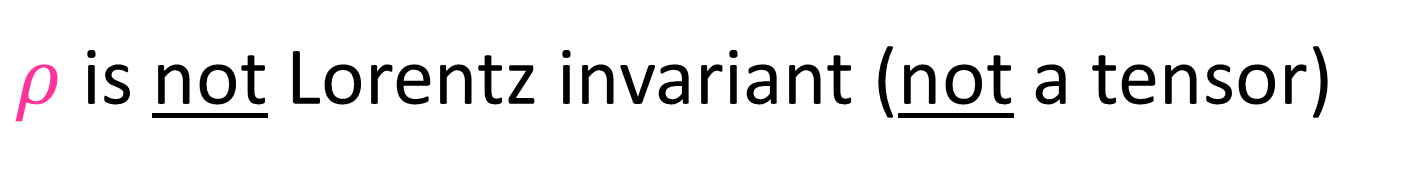 ρ is not Lorentz invariant (not a tensor)